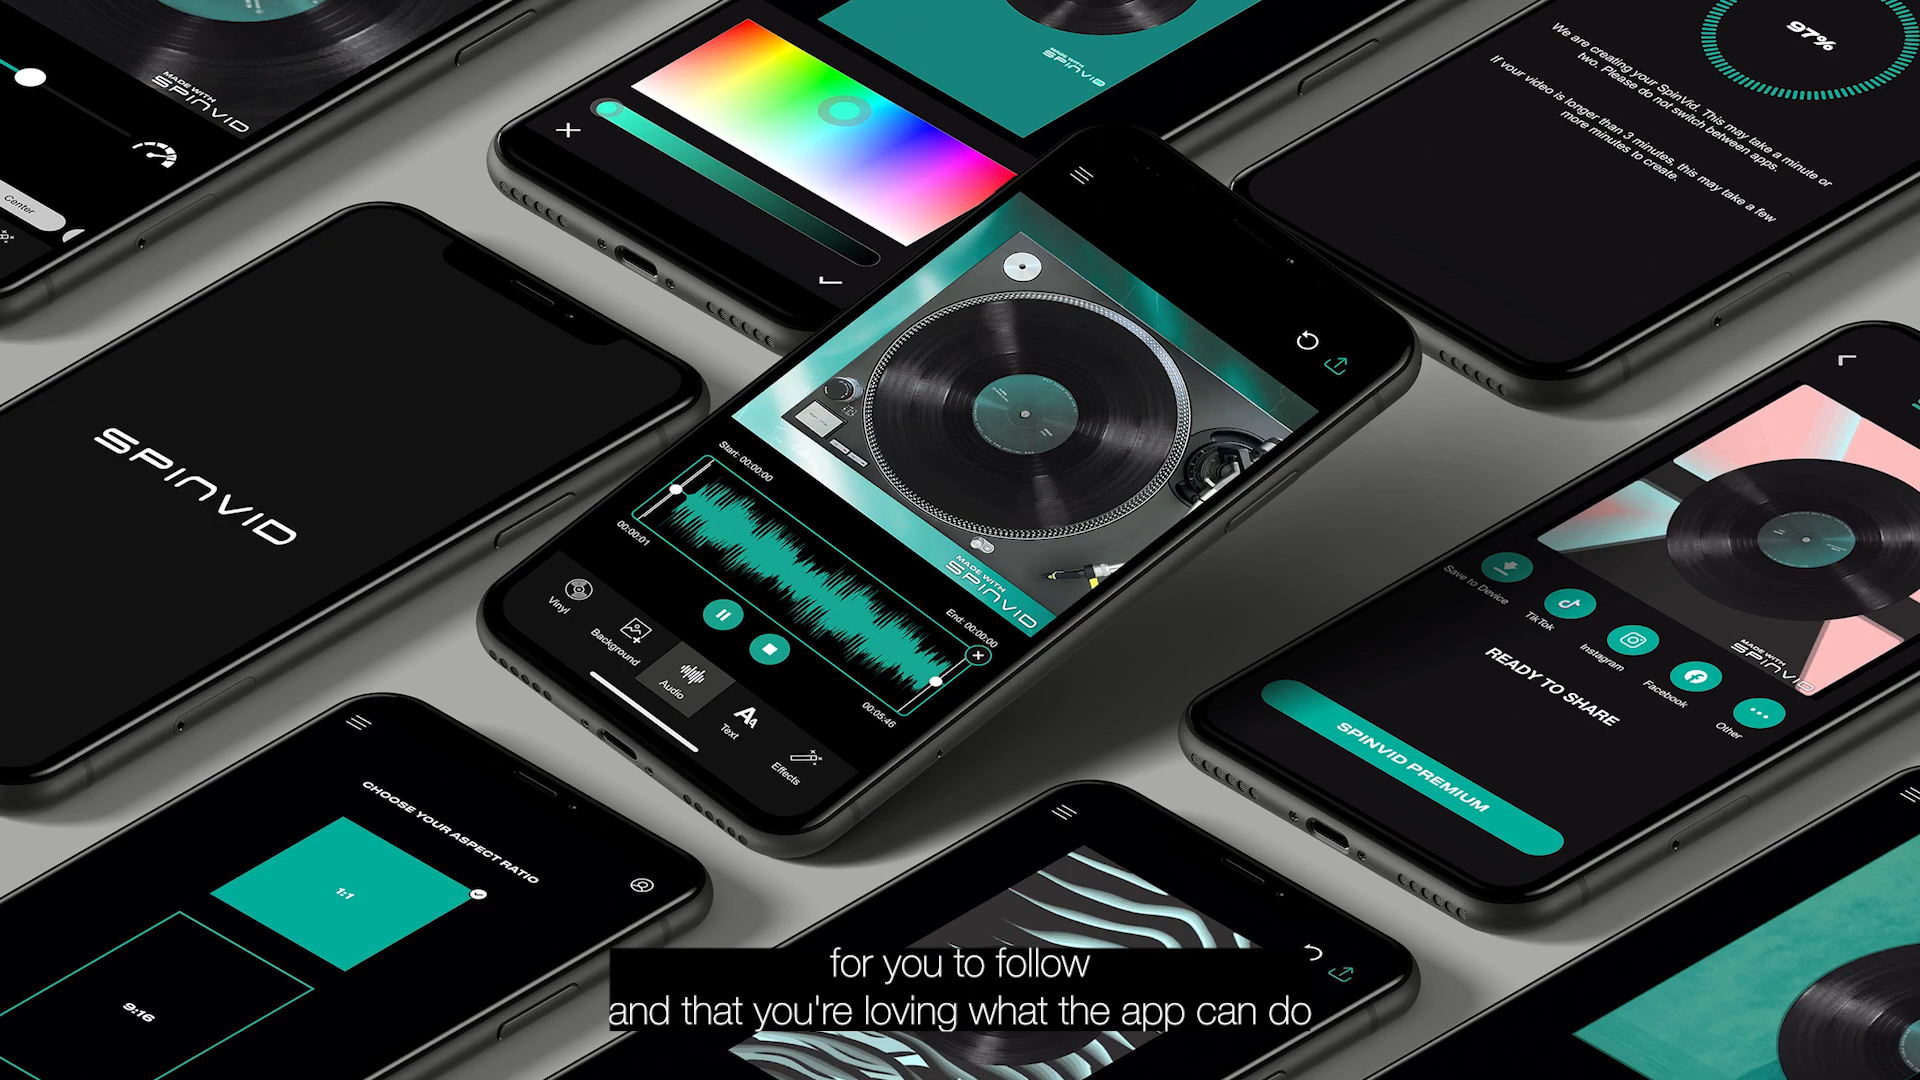 MADE WITH
SPINVID
Center
SPINVID
MADE WITH
SPINVID
97%
We are creating your SpinVid. This may take a minute or
two. Please do not switch between apps.
If your video is longer than 3 minutes, this may take a few
more minutes to create.
SPINVID
Start: 00:00:00
00:00:01
End: 00:00:00
00:05:46
MADE WITH
SPINVID
Vinyl
Background
Audio
Text
Effects
MADE WITH
SPINVID
Save to Device
TikTok
Instagram
Facebook
Other
READY TO SHARE
SPINVID PREMIUM
CHOOSE YOUR ASPECT RATIO
1:1
9:16
for you to follow
and that you're loving what the app can do